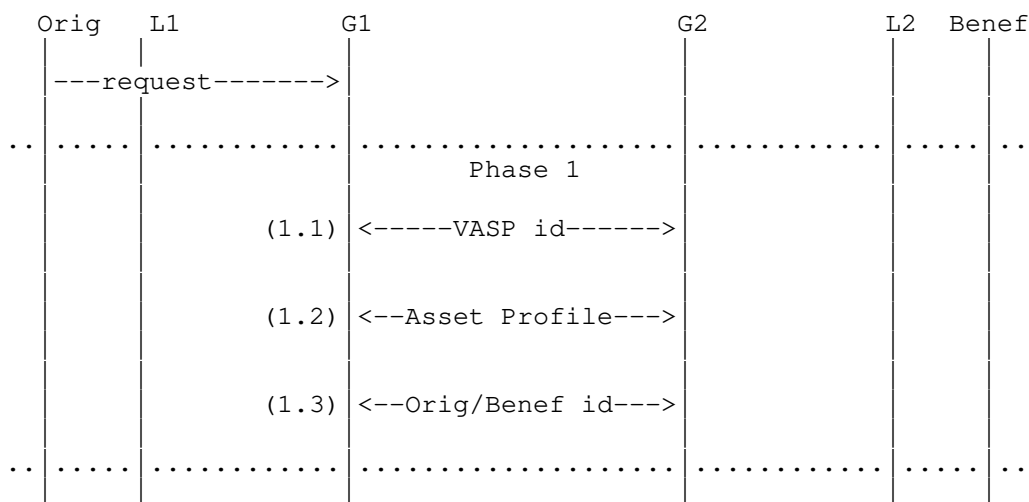 Orig L1 G1 G2 L2 Benef
|---request------->|
Phase 1
(1.1) |<-----VASP id------>|
(1.2) |<--Asset Profile--->|
(1.3) |<--Orig/Benef id--->|